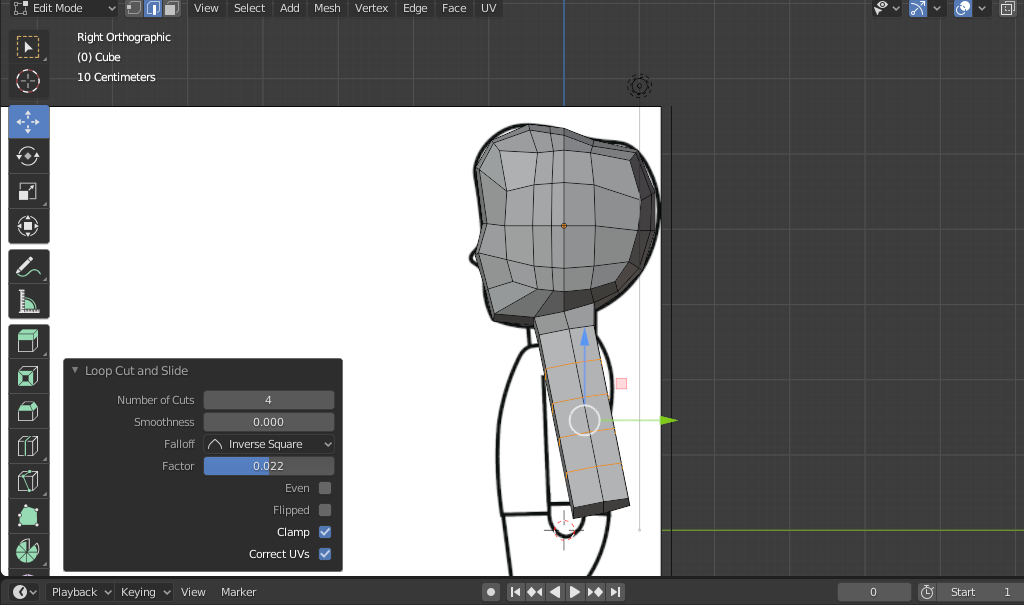 Edit Mode View Select Add Mesh Vertex Edge Face UV
Right Orthographic
(0) Cube
10 Centimeters
Loop Cut and Slide
Number of Cuts 4
Smoothness 0.000
Falloff Inverse Square
Factor 0.022
Even
Flipped
Clamp
Correct UVs
Playback Keying View Marker 0 Start 1